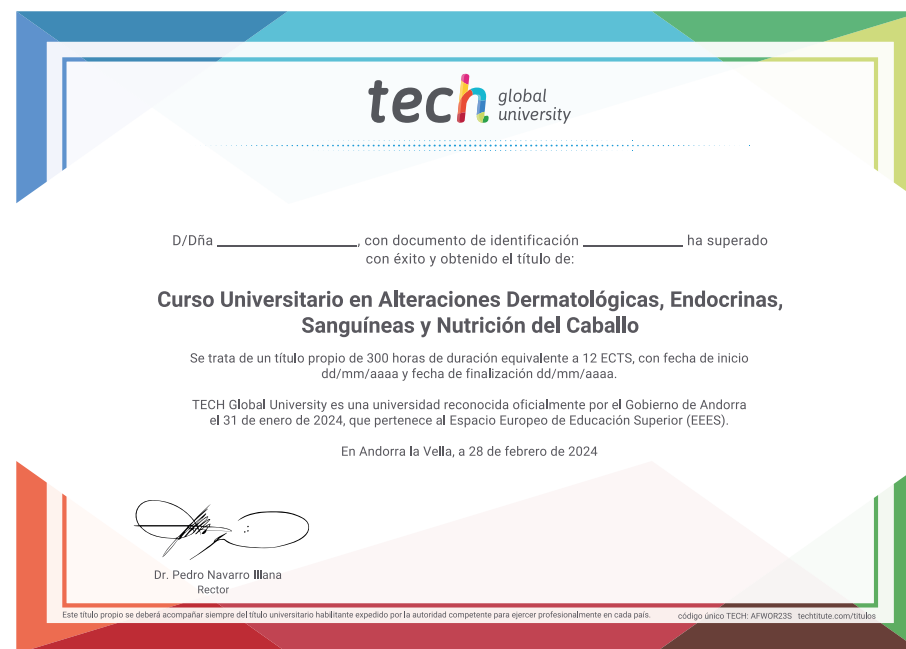 tech global university
D/Dña ____________________, con documento de identificación ______________ ha superado
con éxito y obtenido el título de:
Curso Universitario en Alteraciones Dermatológicas, Endocrinas,
Sanguíneas y Nutrición del Caballo
Se trata de un título propio de 300 horas de duración equivalente a 12 ECTS, con fecha de inicio
dd/mm/aaaa y fecha de finalización dd/mm/aaaa.
TECH Global University es una universidad reconocida oficialmente por el Gobierno de Andorra
el 31 de enero de 2024, que pertenece al Espacio Europeo de Educación Superior (EEES).
En Andorra la Vella, a 28 de febrero de 2024
Dr. Pedro Navarro Illana
Rector
Este título propio se deberá acompañar siempre del título universitario habilitante expedido por la autoridad competente para ejercer profesionalmente en cada país.
código único TECH: AFWOR23S techtitute.com/titulos